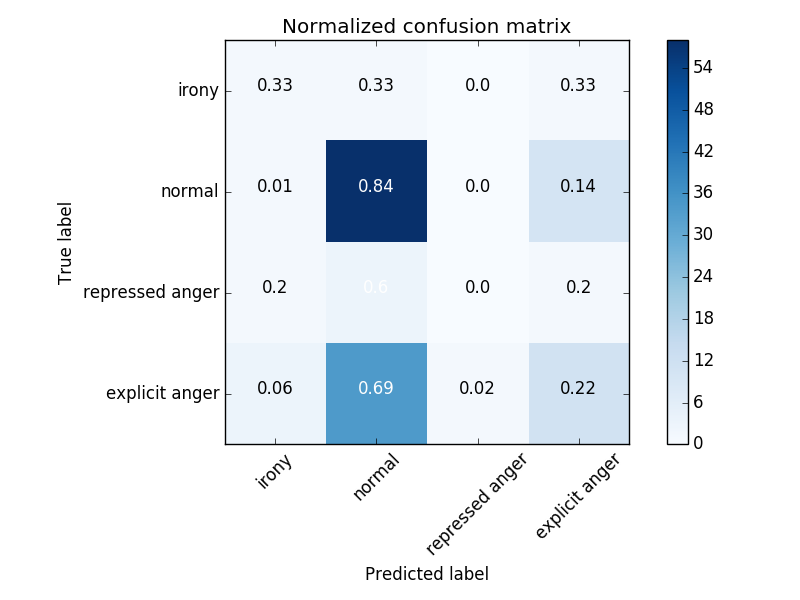 Normalized confusion matrix
True label
irony 0.33 0.33 0.0 0.33
normal 0.01 0.84 0.0 0.14
repressed anger 0.2 0.6 0.0 0.2
explicit anger 0.06 0.69 0.02 0.22
irony normal repressed anger explicit anger
Predicted label
54
48
42
36
30
24
18
12
6
0